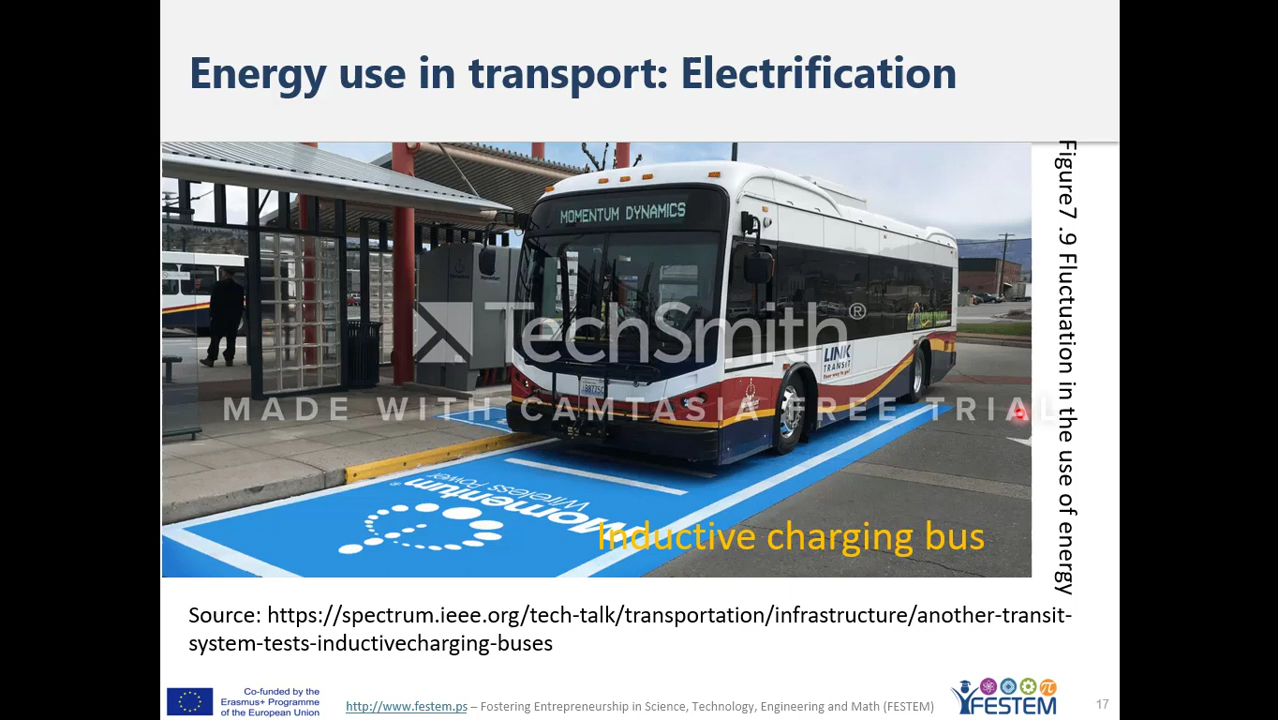 Energy use in transport: Electrification
MOMENTUM DYNAMICS
LINK
TRANSIT
TechSmith®
MADE WITH CAMTASIA FREE TRIAL
Momentum®
Wireless Power
Inductive charging bus
Figure7 .9 Fluctuation in the use of energy
Source: https://spectrum.ieee.org/tech-talk/transportation/infrastructure/another-transit-
system-tests-inductivecharging-buses
Co-funded by the
Erasmus+ Programme
of the European Union
http://www.festem.ps – Fostering Entrepreneurship in Science, Technology, Engineering and Math (FESTEM)
FESTEM
17